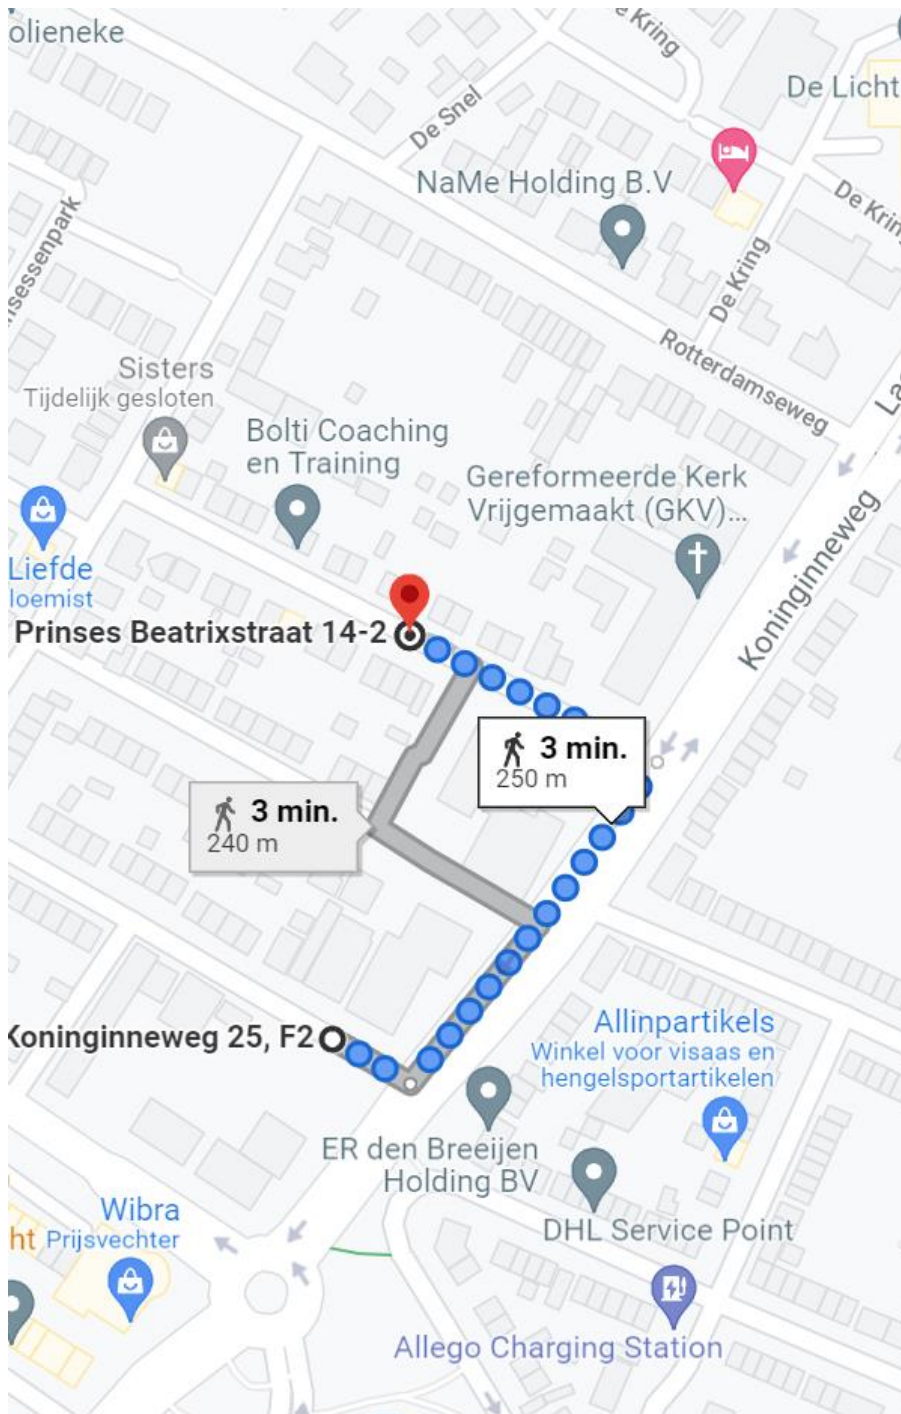 olieneke
e Kring
De Licht
De Snel
NaMe Holding B.V
De Kring
De Kring
nsessenpark
Rotterdamseweg
Sisters
Tijdelijk gesloten
Bolti Coaching
en Training
Gereformeerde Kerk
Vrijgemaakt (GKV)...
Koninginneweg
Liefde
loemist
Prinses Beatrixstraat 14-2
3 min.
250 m
3 min.
240 m
Koninginneweg 25, F2
Allinpartikels
Winkel voor visaas en
hengelsportartikelen
ER den Breeijen
Holding BV
Wibra
ht Prijsvechter
DHL Service Point
Allego Charging Station